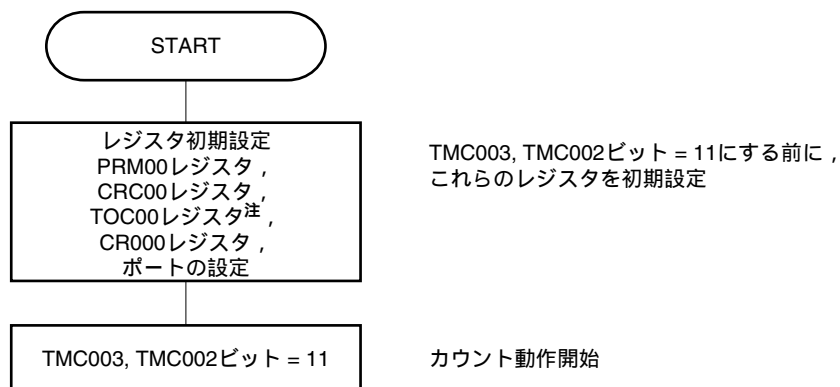 START
レジスタ初期設定
PRM00レジスタ，
CRC00レジスタ，
TOC00レジスタ注，
CR000レジスタ，
ポートの設定
TMC003, TMC002ビット = 11にする前に，
これらのレジスタを初期設定
TMC003, TMC002ビット = 11
カウント動作開始